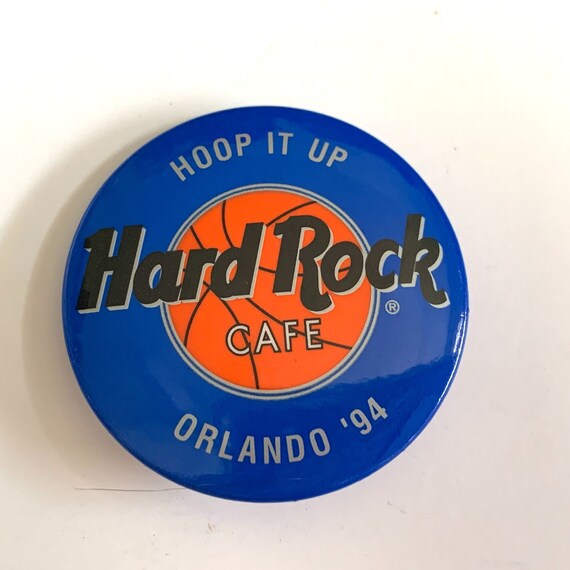 HOOP IT UP
Hard Rock
CAFE
®
ORLANDO '94